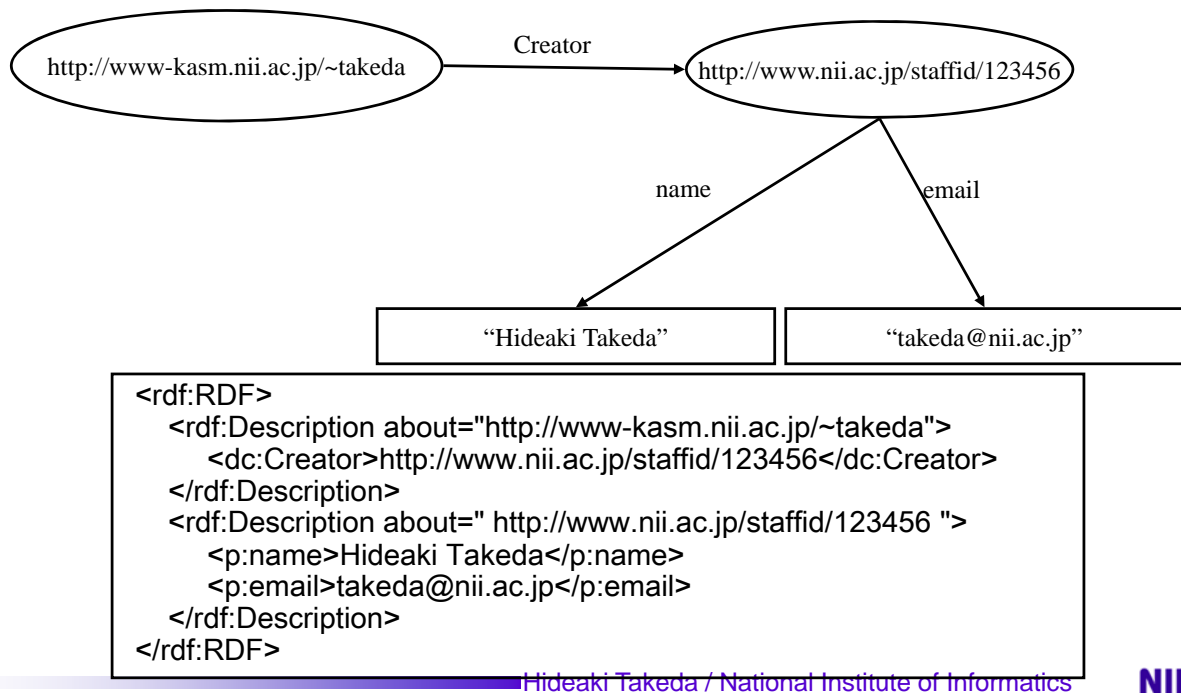 Creator
http://www-kasm.nii.ac.jp/~takeda
http://www.nii.ac.jp/staffid/123456
name
email
“Hideaki Takeda”
“takeda@nii.ac.jp”
<rdf:RDF>
<rdf:Description about="http://www-kasm.nii.ac.jp/~takeda">
<dc:Creator>http://www.nii.ac.jp/staffid/123456</dc:Creator>
</rdf:Description>
<rdf:Description about=" http://www.nii.ac.jp/staffid/123456 ">
<p:name>Hideaki Takeda</p:name>
<p:email>takeda@nii.ac.jp</p:email>
</rdf:Description>
</rdf:RDF>
Hideaki Takeda / National Institute of Informatics